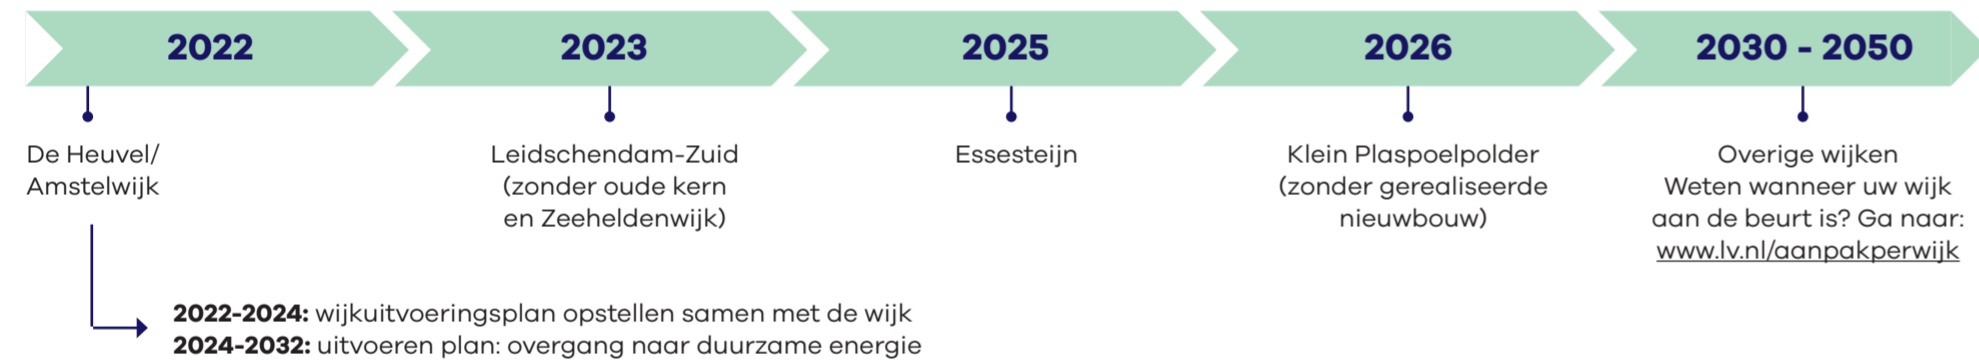 2022
2023
2025
2026
2030 - 2050
De Heuvel/
Amstelwijk
Leidschendam-Zuid
(zonder oude kern
en Zeeheldenwijk)
Essesteijn
Klein Plaspoelpolder
(zonder gerealiseerde
nieuwbouw)
Overige wijken
Weten wanneer uw wijk
aan de beurt is? Ga naar:
www.lv.nl/aanpakperwijk
2022-2024: wijkuitvoeringsplan opstellen samen met de wijk
2024-2032: uitvoeren plan: overgang naar duurzame energie